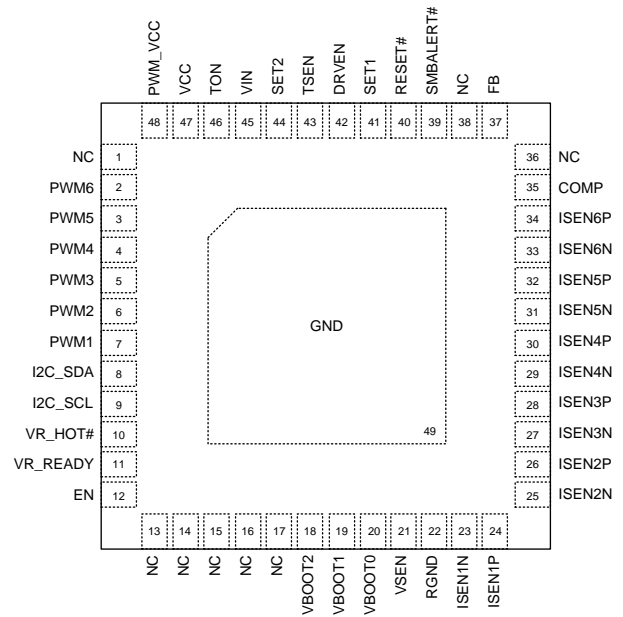 PWM_VCC
VCC
TON
VIN
SET2
TSEN
DRVEN
SET1
RESET#
SMBALERT#
NC
FB
48 47 46 45 44 43 42 41 40 39 38 37
NC 1 36 NC
PWM6 2 35 COMP
PWM5 3 34 ISEN6P
PWM4 4 33 ISEN6N
PWM3 5 32 ISEN5P
PWM2 6 31 ISEN5N
GND
PWM1 7 30 ISEN4P
I2C_SDA 8 29 ISEN4N
I2C_SCL 9 28 ISEN3P
VR_HOT# 10 49 27 ISEN3N
VR_READY 11 26 ISEN2P
EN 12 25 ISEN2N
13 14 15 16 17 18 19 20 21 22 23 24
NC
NC
NC
NC
NC
VBOOT2
VBOOT1
VBOOT0
VSEN
RGND
ISEN1N
ISEN1P